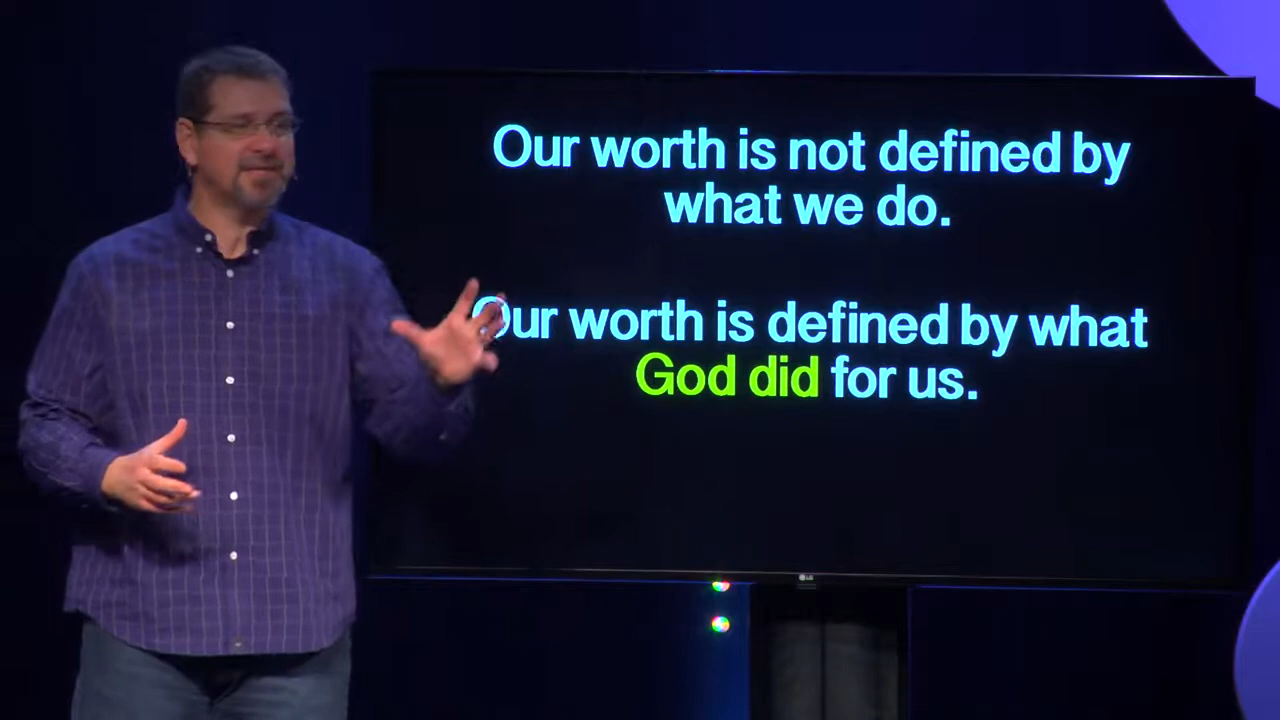 Our worth is not defined by
what we do.
Our worth is defined by what
God did for us.
LG